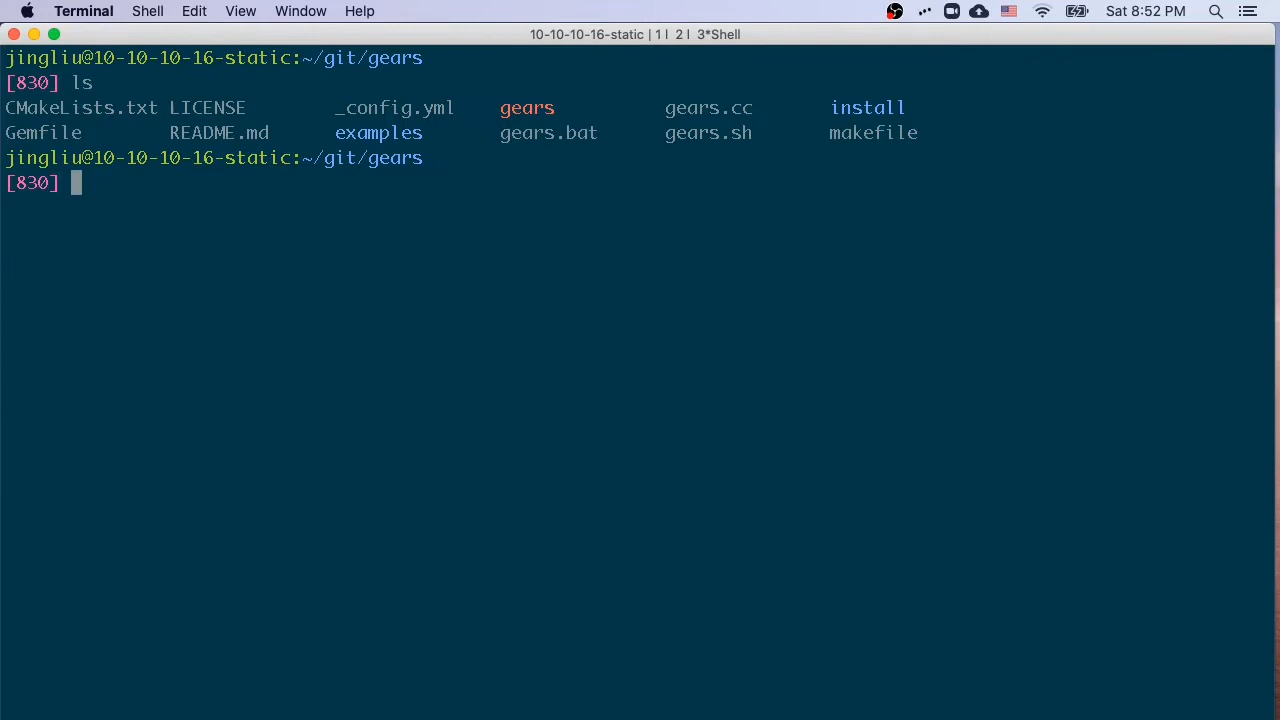 Terminal Shell Edit View Window Help Sat 8:52 PM
10-10-10-16-static | 1 | 2 | 3*Shell
jingliu@10-10-10-16-static:~/git/gears
[830] ls
CMakeLists.txt LICENSE _config.yml gears gears.cc install
Gemfile README.md examples gears.bat gears.sh makefile
jingliu@10-10-10-16-static:~/git/gears
[830]